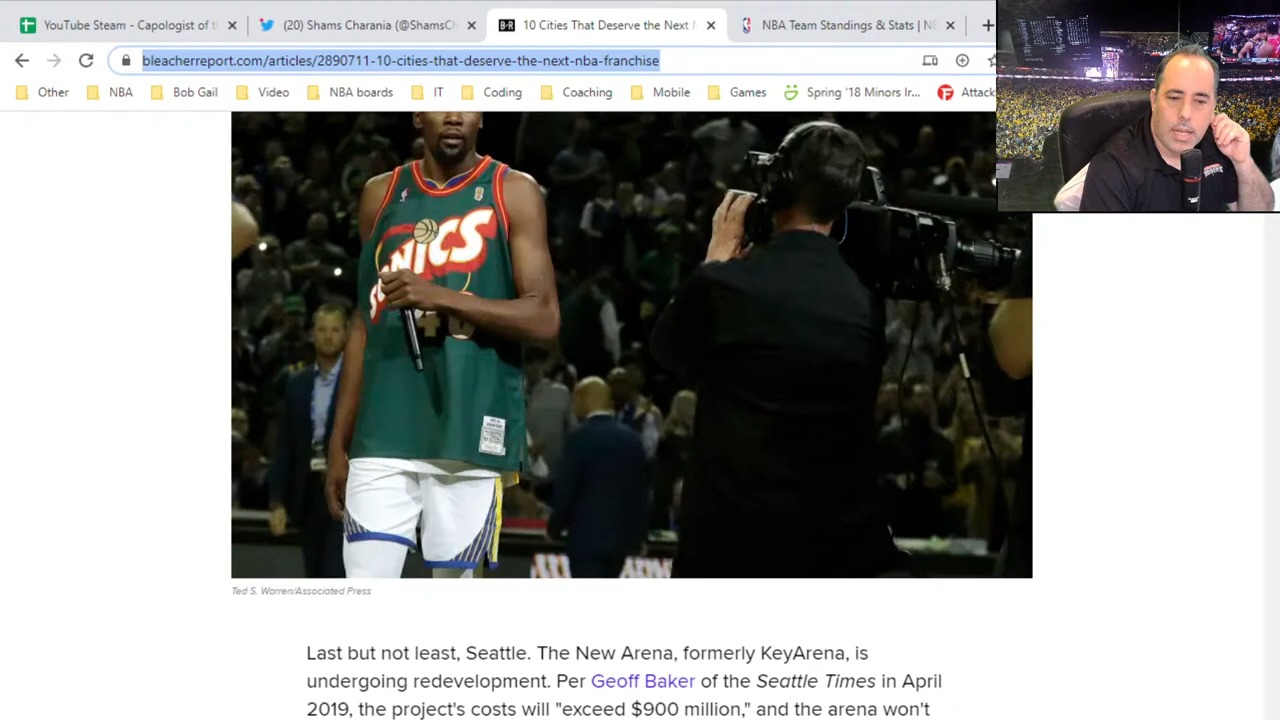 YouTube Steam - Capologist of t
(20) Shams Charania (@ShamsCh
B/R 10 Cities That Deserve the Next N
NBA Team Standings & Stats | N
bleacherreport.com/articles/2890711-10-cities-that-deserve-the-next-nba-franchise
Other NBA Bob Gail Video NBA boards IT Coding Coaching Mobile Games Spring '18 Minors Ir... Attack
SONICS
Ted S. Warren/Associated Press
Last but not least, Seattle. The New Arena, formerly KeyArena, is
undergoing redevelopment. Per Geoff Baker of the Seattle Times in April
2019, the project's costs will "exceed $900 million," and the arena won't